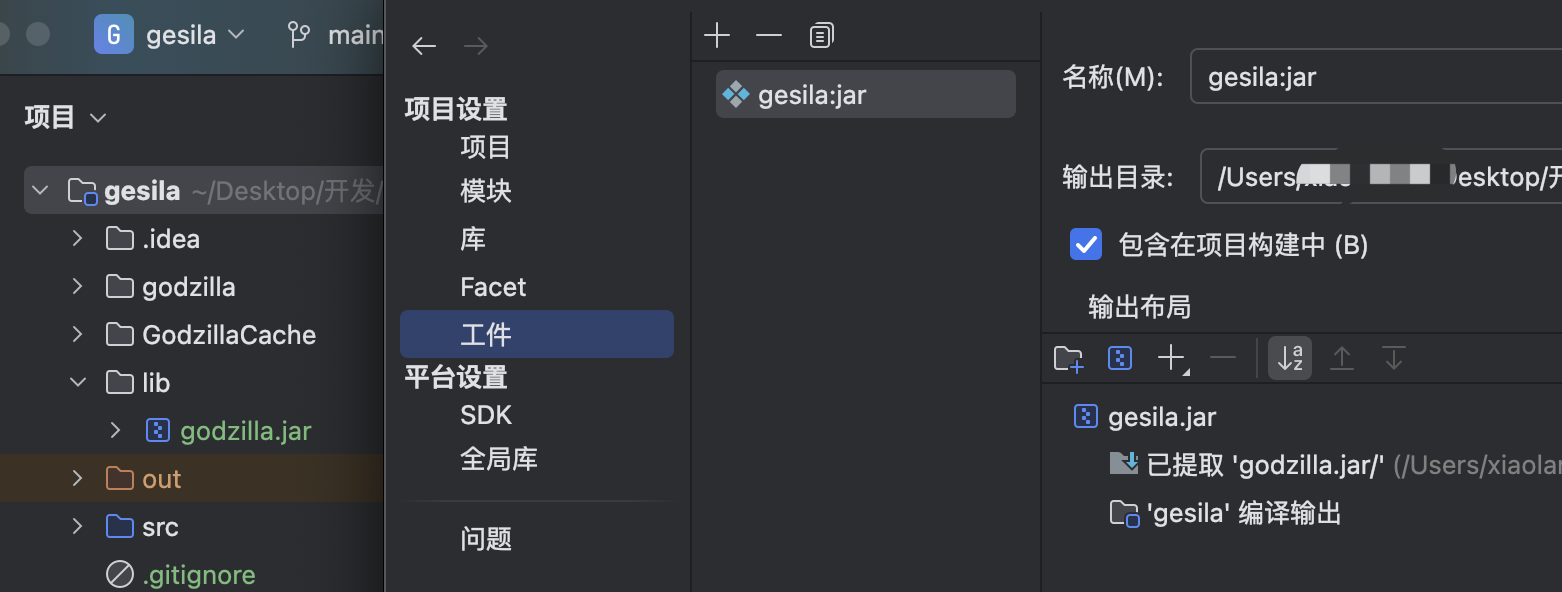 G gesila main
项目
gesila ~/Desktop/开发/
.idea
godzilla
GodzillaCache
lib
godzilla.jar
out
src
.gitignore
项目设置
项目
模块
库
Facet
工件
平台设置
SDK
全局库
问题
gesila:jar
名称(M): gesila:jar
输出目录: /Users/ esktop/开
包含在项目构建中 (B)
输出布局
gesila.jar
已提取 'godzilla.jar/' (/Users/xiaolan
'gesila' 编译输出